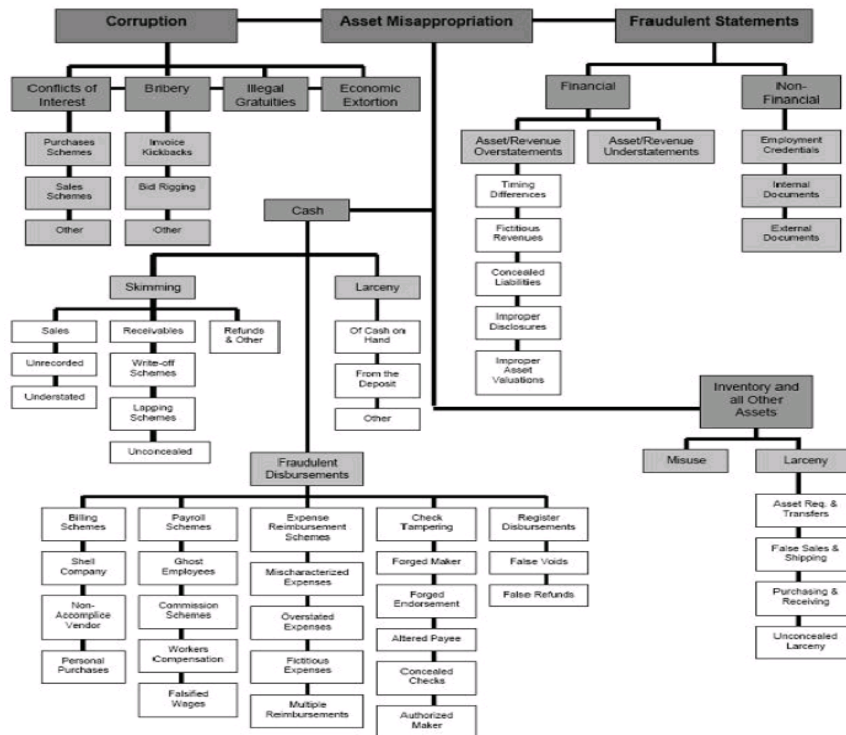 Corruption
Asset Misappropriation
Fraudulent Statements
Conflicts of
Interest
Bribery
Illegal
Gratuities
Economic
Extortion
Purchases
Schemes
Sales
Schemes
Other
Invoice
Kickbacks
Bid Rigging
Other
Financial
Non-
Financial
Asset/Revenue
Overstatements
Asset/Revenue
Understatements
Timing
Differences
Fictitious
Revenues
Concealed
Liabilities
Improper
Disclosures
Improper
Asset
Valuations
Employment
Credentials
Internal
Documents
External
Documents
Cash
Skimming
Larceny
Sales
Unrecorded
Understated
Receivables
Write-off
Schemes
Lapping
Schemes
Unconcealed
Refunds
& Other
Of Cash on
Hand
From the
Deposit
Other
Inventory and
all Other
Assets
Misuse
Larceny
Asset Req. &
Transfers
False Sales &
Shipping
Purchasing &
Receiving
Unconcealed
Larceny
Fraudulent
Disbursements
Billing
Schemes
Shell
Company
Non-
Accomplice
Vendor
Personal
Purchases
Payroll
Schemes
Ghost
Employees
Commission
Schemes
Workers
Compensation
Falsified
Wages
Expense
Reimbursement
Schemes
Mischaracterized
Expenses
Overstated
Expenses
Fictitious
Expenses
Multiple
Reimbursements
Check
Tampering
Forged Maker
Forged
Endorsement
Altered Payee
Concealed
Checks
Authorized
Maker
Register
Disbursements
False Voids
False Refunds